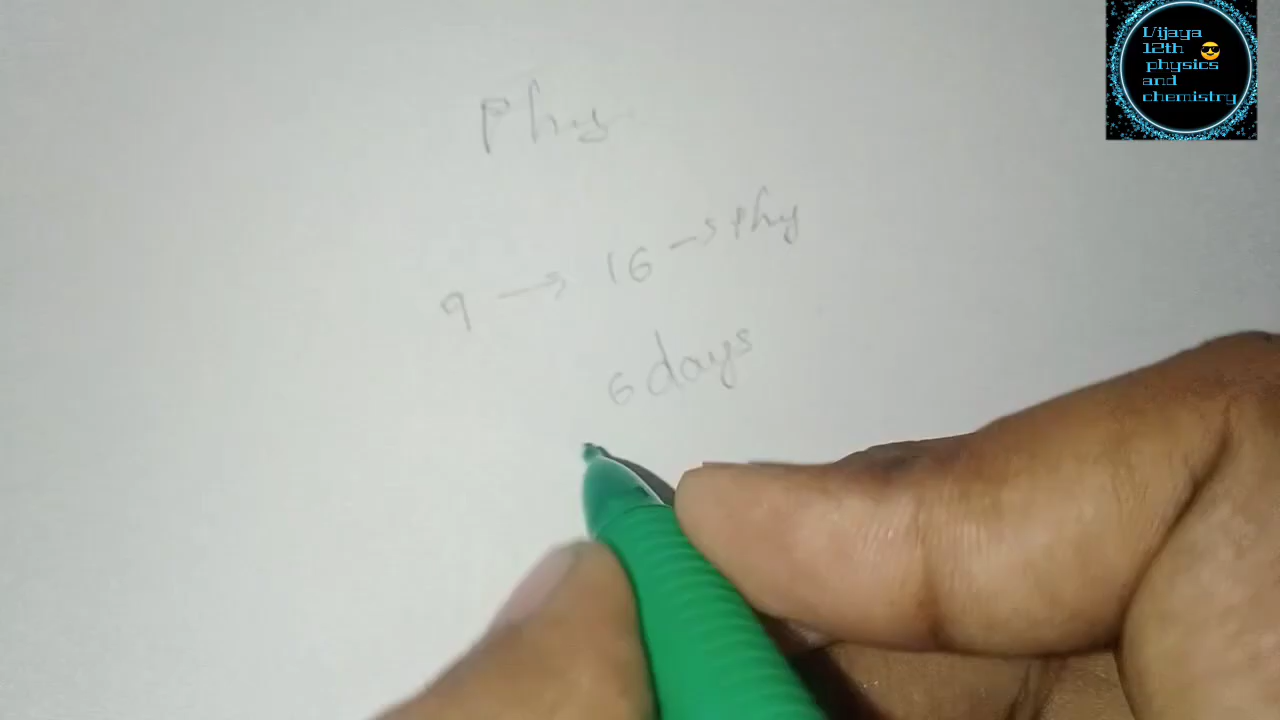 Vijaya
12th 😎
physics
and
chemistry
Phy
9 → 16 → Phy
6 days